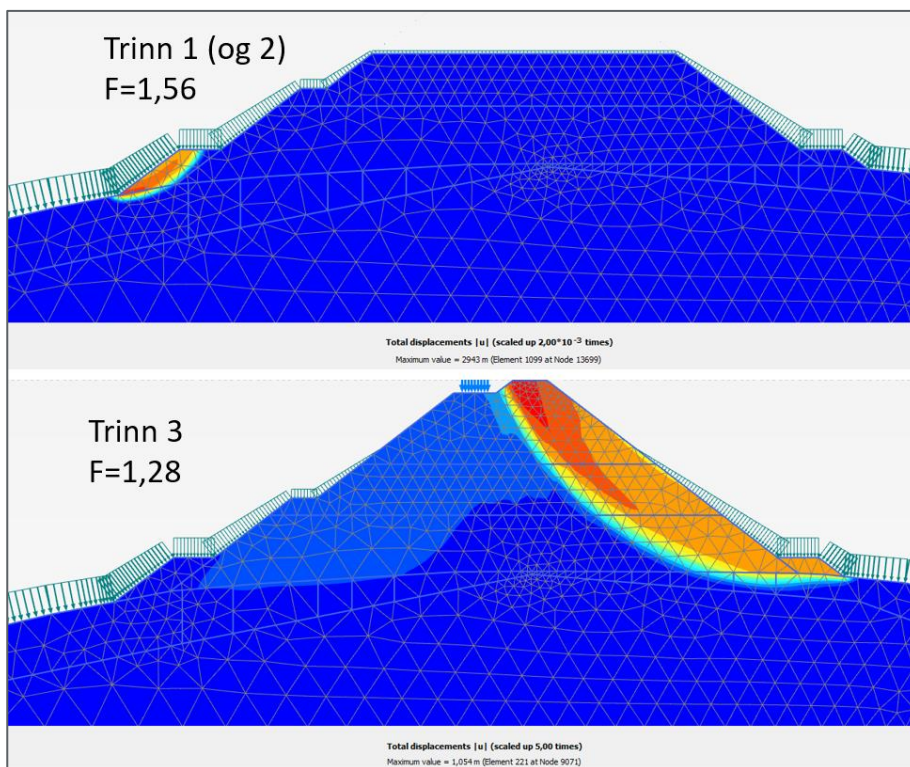 Trinn 1 (og 2)
F=1,56
Total displacements |u| (scaled up 2,00*10⁻³ times)
Maximum value = 2943 m (Element 1099 at Node 13699)
Trinn 3
F=1,28
Total displacements |u| (scaled up 5,00 times)
Maximum value = 1,054 m (Element 221 at Node 9071)